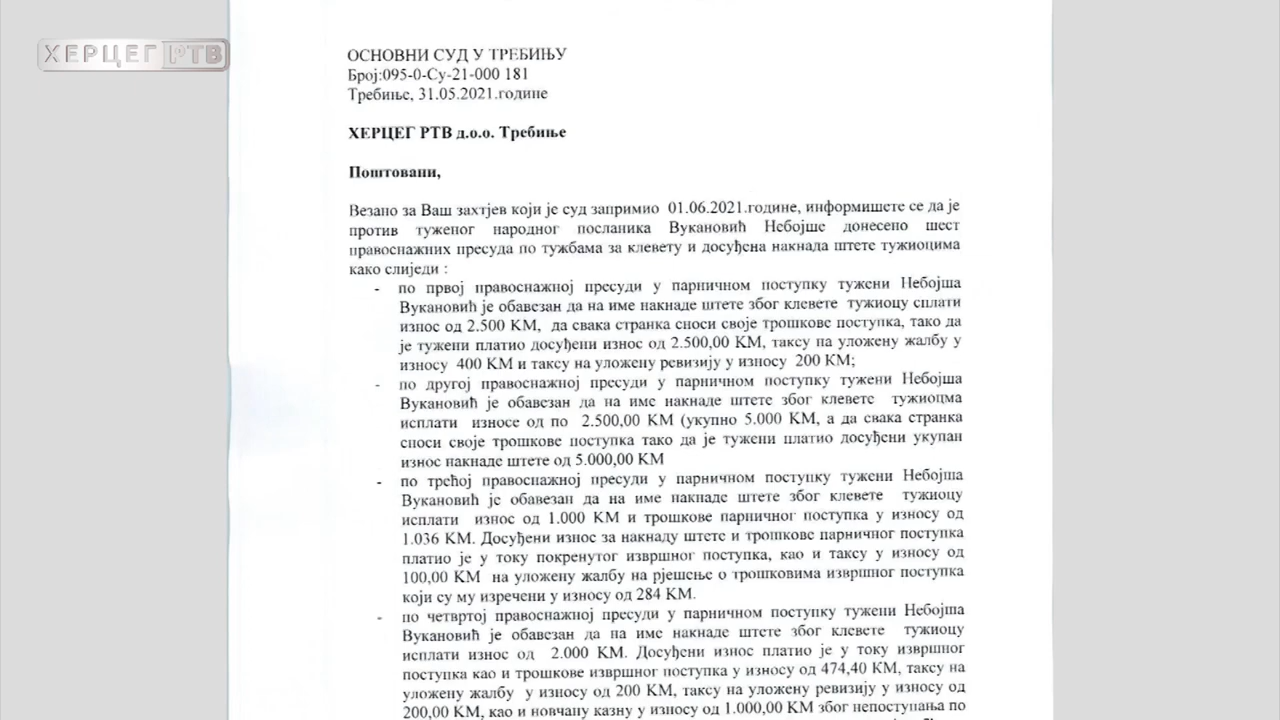 ХЕРЦЕГ РТВ
ОСНОВНИ СУД У ТРЕБИЊУ
Број:095-0-Су-21-000 181
Требиње, 31.05.2021.године
ХЕРЦЕГ РТВ д.о.о. Требиње
Поштовани,
Везано за Ваш захтјев који је суд запримио 01.06.2021.године, информишете се да је
против туженог народног посланика Вукановић Небојше донесено шест
правоснажних пресуда по тужбама за клевету и досуђена накнада штете тужиоцима
како слиједи :
- по првој правоснажној пресуди у парничном поступку тужени Небојша
Вукановић је обавезан да на име накнаде штете због клевете тужиоцу сплати
износ од 2.500 КМ, да свака странка сноси своје трошкове поступка, тако да
је тужени платио досуђени износ од 2.500,00 КМ, таксу на уложену жалбу у
износу 400 КМ и таксу на уложену ревизију у износу 200 КМ;
- по другој правоснажној пресуди у парничном поступку тужени Небојша
Вукановић је обавезан да на име накнаде штете због клевете тужиоцма
исплати износе од по 2.500,00 КМ (укупно 5.000 КМ, а да свака странка
сноси своје трошкове поступка тако да је тужени платио досуђени укупан
износ накнаде штете од 5.000,00 КМ
- по трећој правоснажној пресуди у парничном поступку тужени Небојша
Вукановић је обавезан да на име накнаде штете због клевете тужиоцу
исплати износ од 1.000 КМ и трошкове парничног поступка у износу од
1.036 КМ. Досуђени износ за накнаду штете и трошкове парничног поступка
платио је у току покренутог извршног поступка, као и таксу у износу од
100,00 КМ на уложену жалбу на рјешење о трошковима извршног поступка
који су му изречени у износу од 284 КМ.
- по четвртој правоснажној пресуди у парничном поступку тужени Небојша
Вукановић је обавезан да на име накнаде штете због клевете тужиоцу
исплати износ од 2.000 КМ. Досуђени износ платио је у току извршног
поступка као и трошкове извршног поступка у износу од 474,40 КМ, таксу на
уложену жалбу у износу од 200 КМ, таксу на уложену ревизију у износу од
200,00 КМ, као и новчану казну у износу од 1.000,00 КМ због непоступања по